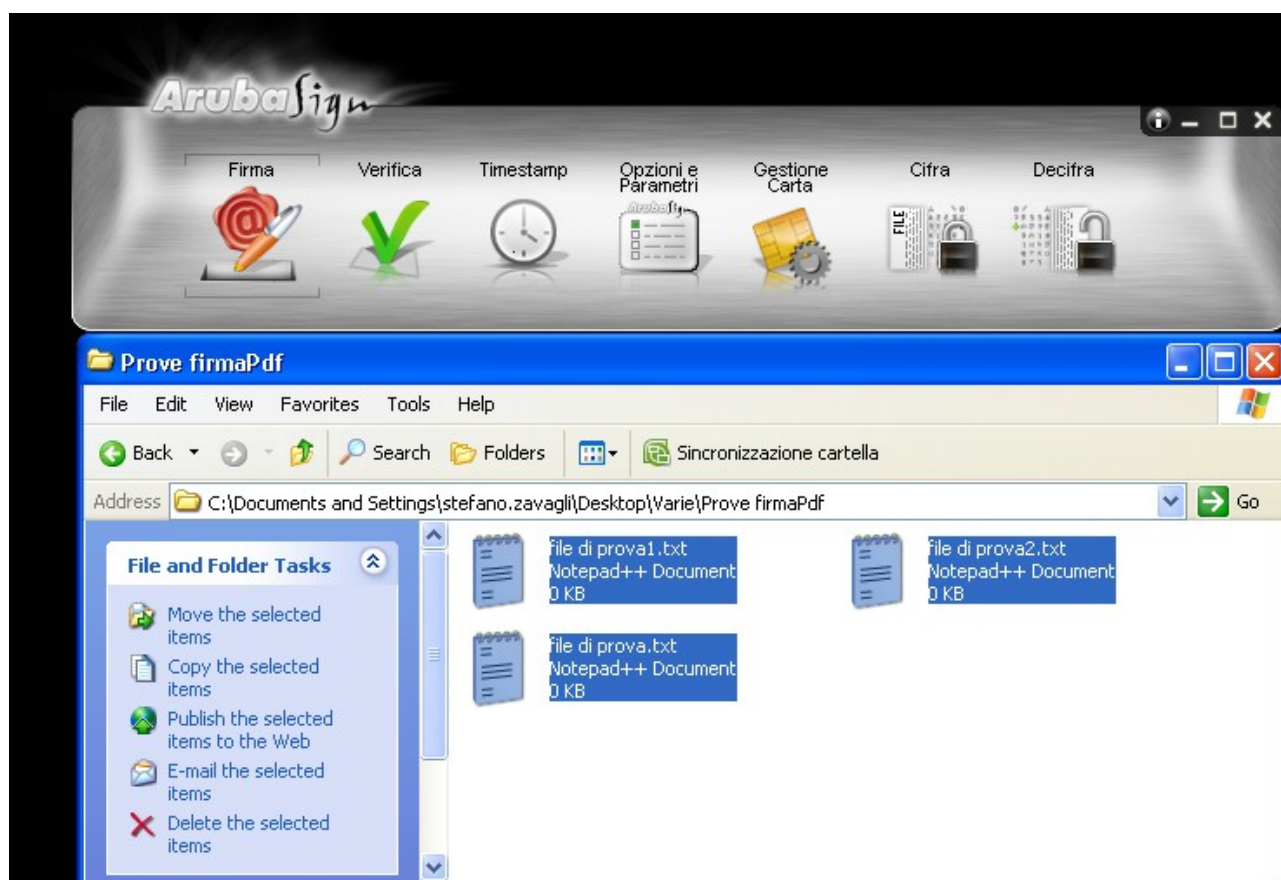 ArubaSign
Firma
Verifica
Timestamp
Opzioni e
Parametri
Gestione
Carta
Cifra
Decifra
ArubaSign
FILE
Prove firmaPdf
File Edit View Favorites Tools Help
Back Search Folders Sincronizzazione cartella
Address C:\Documents and Settings\stefano.zavagli\Desktop\Varie\Prove firmaPdf Go
File and Folder Tasks
Move the selected
items
Copy the selected
items
Publish the selected
items to the Web
E-mail the selected
items
Delete the selected
items
file di prova1.txt
Notepad++ Document
0 KB
file di prova2.txt
Notepad++ Document
0 KB
file di prova.txt
Notepad++ Document
0 KB